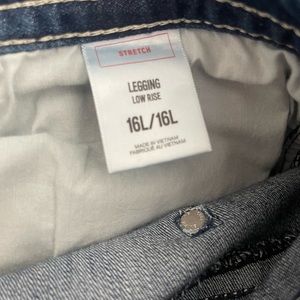 STRETCH
LEGGING
LOW RISE
16L/16L
MADE IN VIETNAM
FABRIQUÉ AU VIETNAM